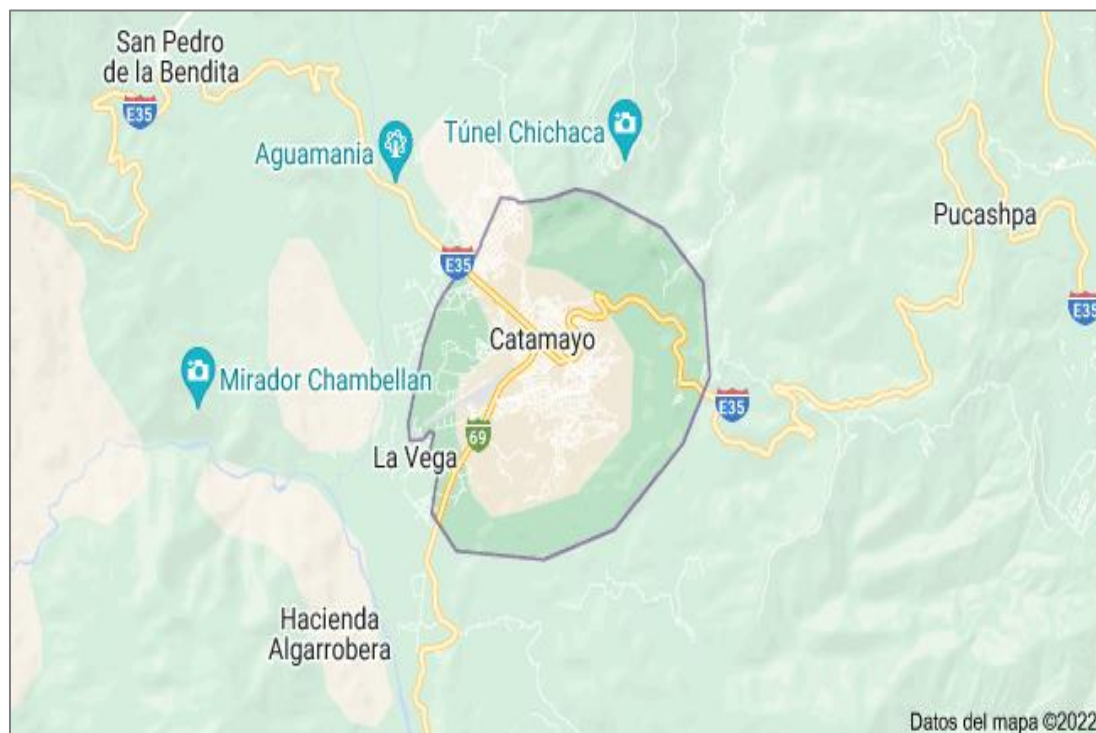 San Pedro
de la Bendita
E35
Aguamania
Túnel Chichaca
Pucashpa
E35
E35
Catamayo
Mirador Chambellan
E35
69
La Vega
Hacienda
Algarrobera
Datos del mapa ©2022